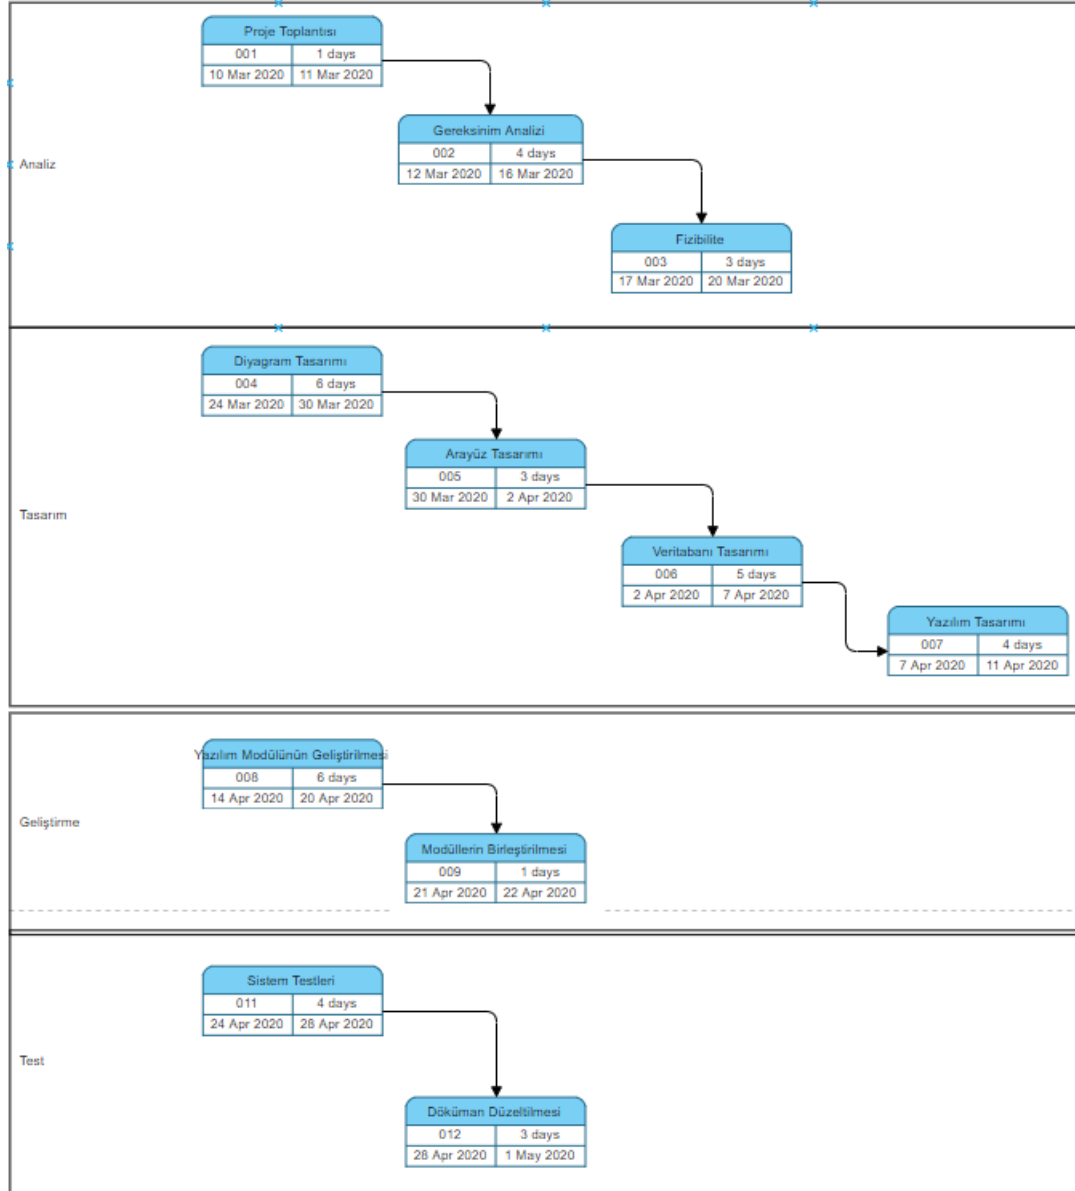 Proje Toplantısı
001 1 days
10 Mar 2020 11 Mar 2020
Gereksinim Analizi
002 4 days
12 Mar 2020 16 Mar 2020
Analiz
Fizibilite
003 3 days
17 Mar 2020 20 Mar 2020
Diyagram Tasarımı
004 6 days
24 Mar 2020 30 Mar 2020
Arayüz Tasarımı
005 3 days
30 Mar 2020 2 Apr 2020
Tasarım
Veritabanı Tasarımı
006 5 days
2 Apr 2020 7 Apr 2020
Yazılım Tasarımı
007 4 days
7 Apr 2020 11 Apr 2020
Yazılım Modülünün Geliştirilmesi
008 6 days
14 Apr 2020 20 Apr 2020
Geliştirme
Modüllerin Birleştirilmesi
009 1 days
21 Apr 2020 22 Apr 2020
Sistem Testleri
011 4 days
24 Apr 2020 28 Apr 2020
Test
Döküman Düzeltilmesi
012 3 days
28 Apr 2020 1 May 2020